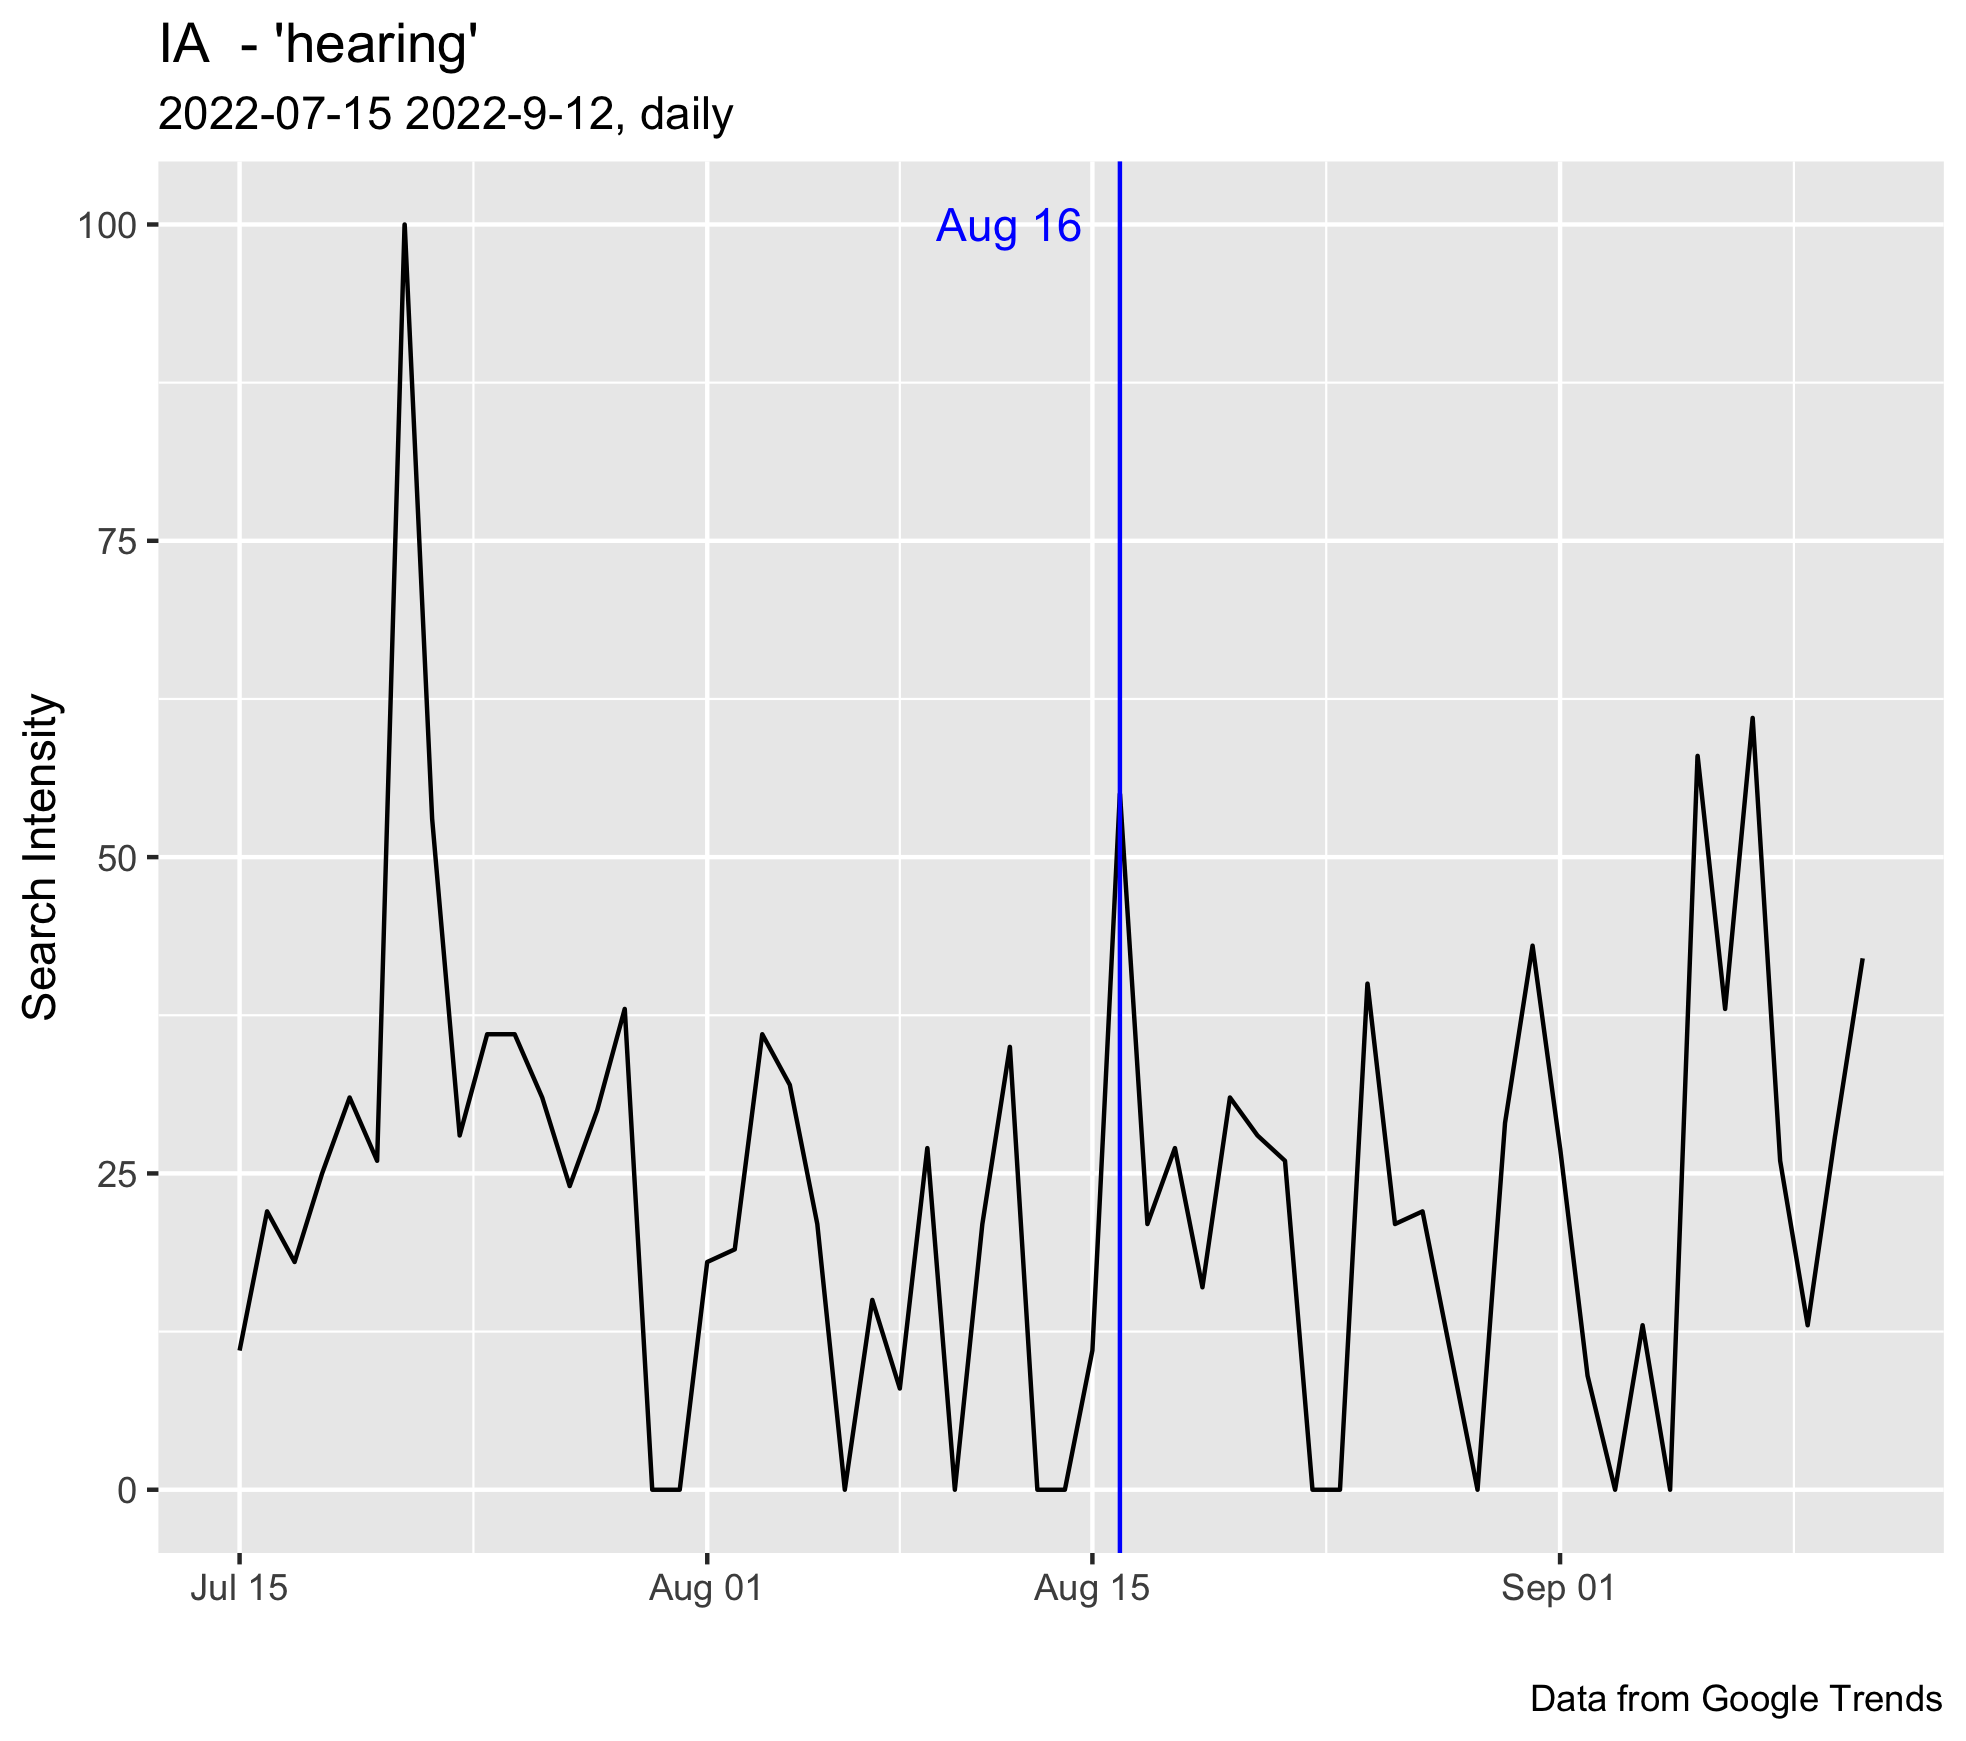 IA  - 'hearing'
2022-07-15 2022-9-12, daily
Aug 16
100
75
50
25
0
Search Intensity
Jul 15
Aug 01
Aug 15
Sep 01
Data from Google Trends